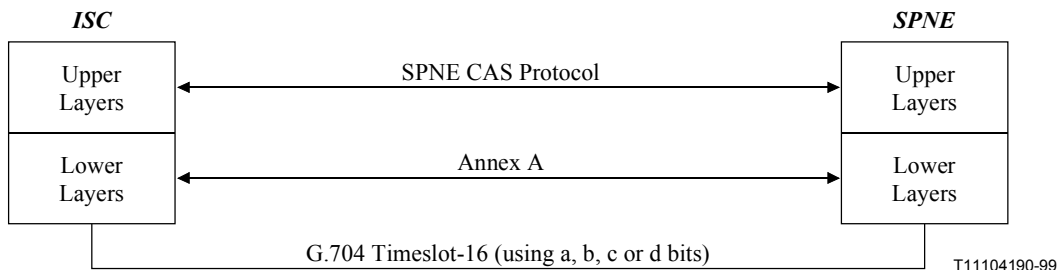 ISC
SPNE
Upper
Layers
SPNE CAS Protocol
Upper
Layers
Lower
Layers
Annex A
Lower
Layers
G.704 Timeslot-16 (using a, b, c or d bits)
T11104190-99